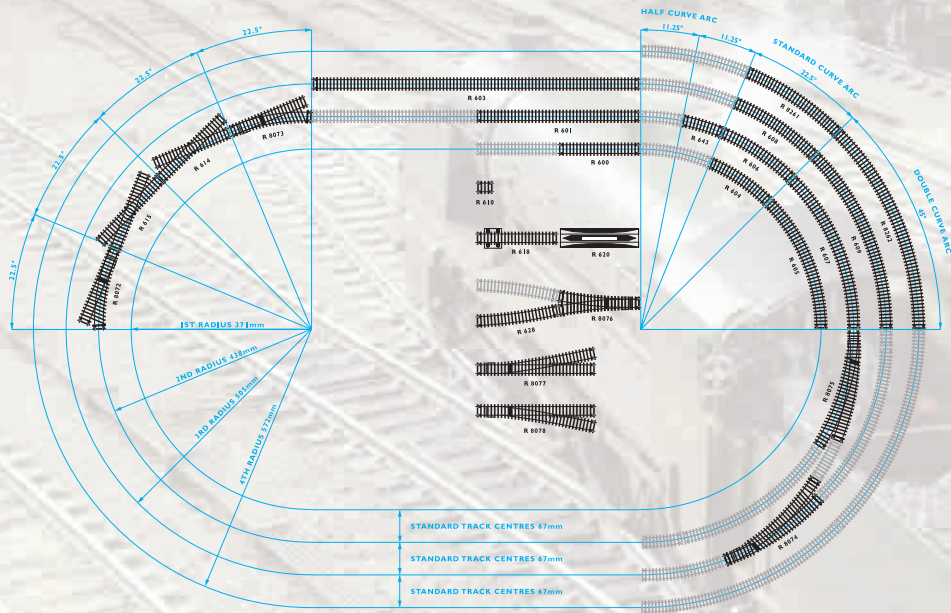 HALF CURVE ARC
22.5°
11.25°
11.25°
STANDARD CURVE ARC
22.5°
22.5°
22.5°
22.5°
DOUBLE CURVE ARC
45°
R 603
R 601
R 600
R 610
R 618
R 620
R 628
R 8076
R 8077
R 8078
R 8073
R 614
R 615
R 8072
R 8261
R 608
R 643
R 606
R 604
R 605
R 607
R 609
R 8262
R 8075
R 8074
1ST RADIUS 371mm
2ND RADIUS 438mm
3RD RADIUS 505mm
4TH RADIUS 572mm
STANDARD TRACK CENTRES 67mm
STANDARD TRACK CENTRES 67mm
STANDARD TRACK CENTRES 67mm